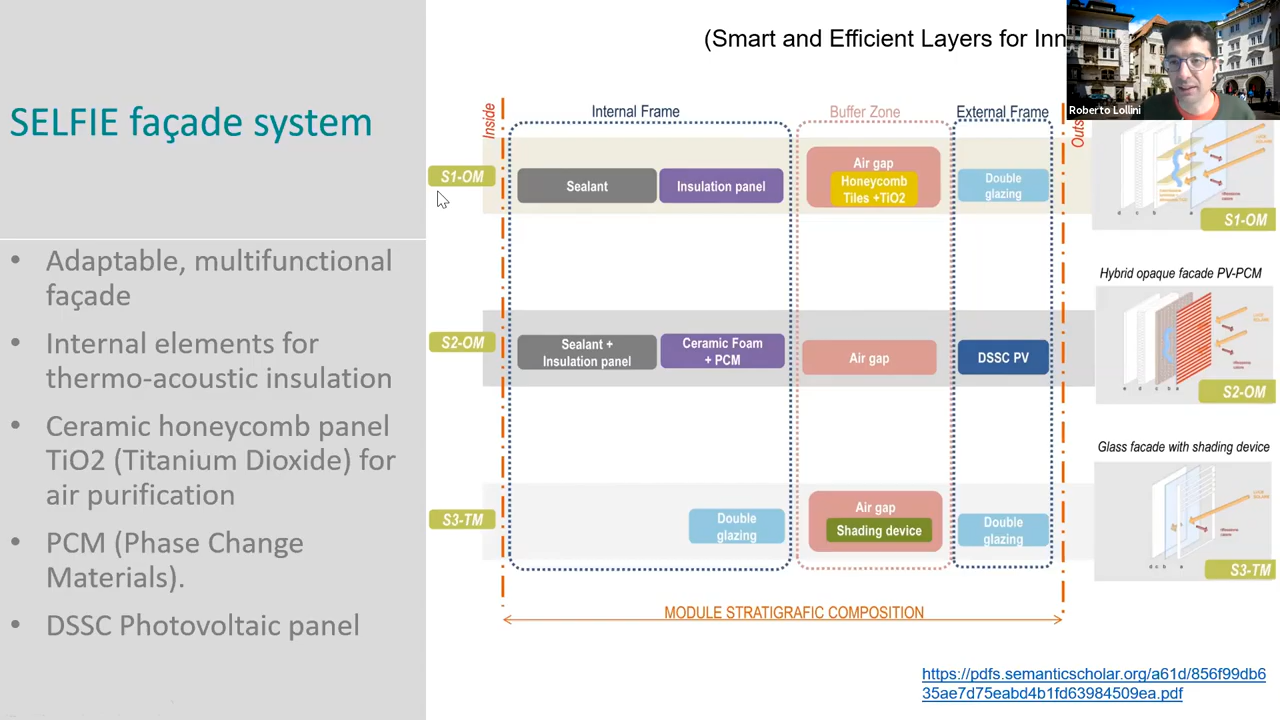 (Smart and Efficient Layers for Inn
Roberto Lollini
SELFIE façade system
• Adaptable, multifunctional
façade
• Internal elements for
thermo-acoustic insulation
• Ceramic honeycomb panel
TiO2 (Titanium Dioxide) for
air purification
• PCM (Phase Change
Materials).
• DSSC Photovoltaic panel
Inside
Internal Frame
Buffer Zone
External Frame
Outs
S1-OM
Sealant
Insulation panel
Air gap
Honeycomb
Tiles +TiO2
Double
glazing
S1-OM
Hybrid opaque facade PV-PCM
S2-OM
Sealant +
Insulation panel
Ceramic Foam
+ PCM
Air gap
DSSC PV
S2-OM
Glass facade with shading device
S3-TM
Double
glazing
Air gap
Shading device
Double
glazing
S3-TM
MODULE STRATIGRAFIC COMPOSITION
https://pdfs.semanticscholar.org/a61d/856f99db6
35ae7d75eabd4b1fd63984509ea.pdf